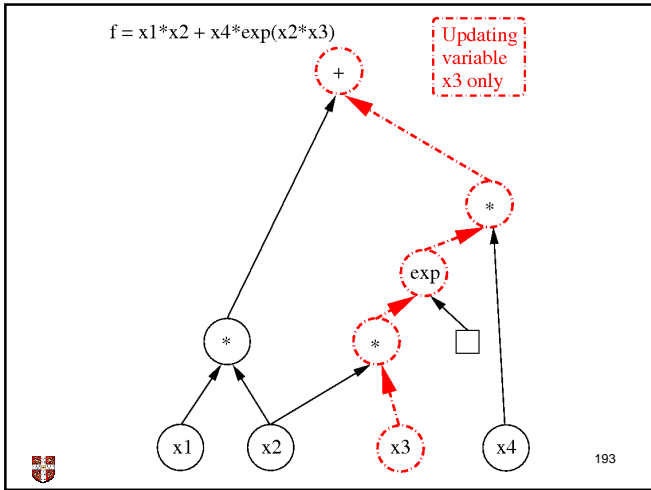 f = x1*x2 + x4*exp(x2*x3)
Updating
variable
x3 only
+
*
exp
*
*
x1
x2
x3
x4
193